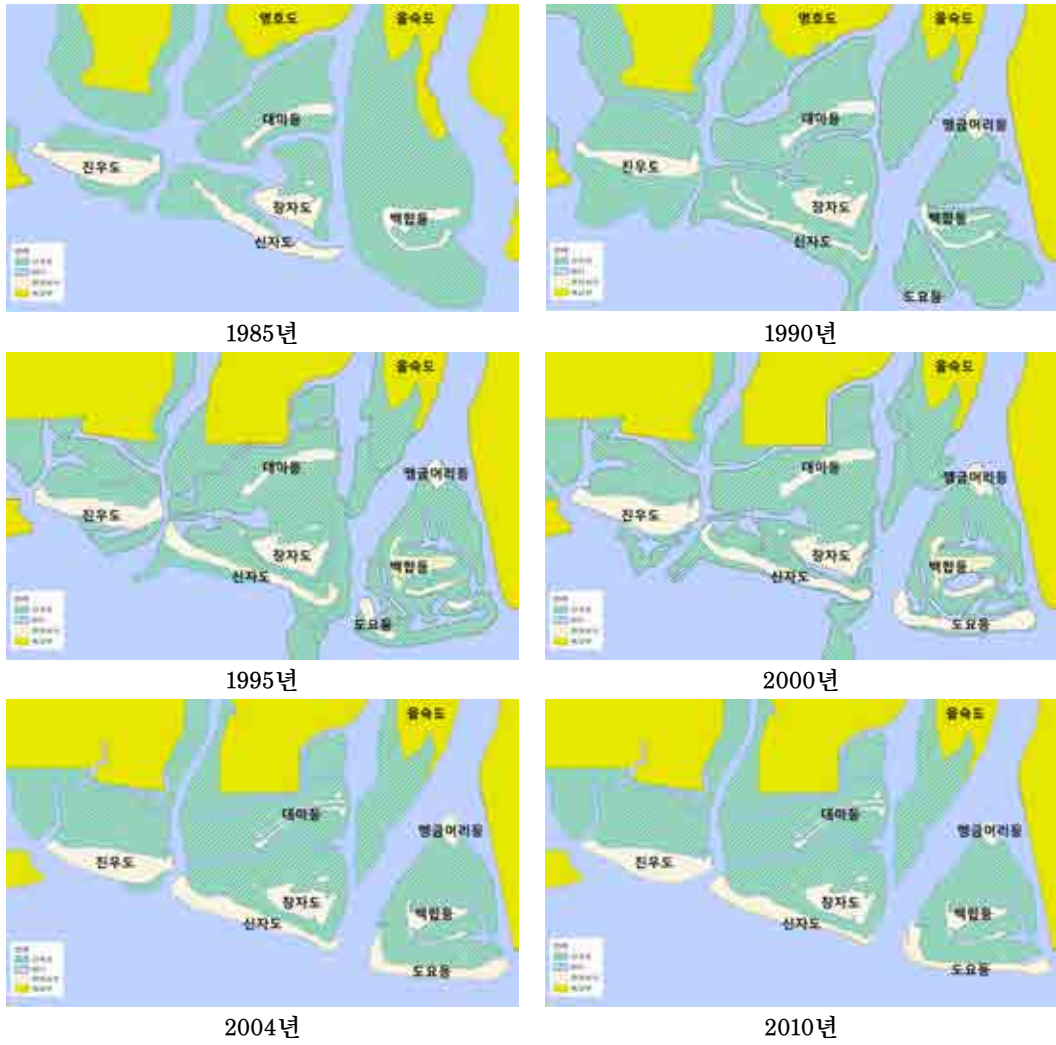 명호도
을숙도
대마등
진우도
장자도
백합등
신자도
1985년
명호도
을숙도
대마등
맹금머리등
진우도
장자도
백합등
신자도
도요등
1990년
을숙도
대마등
맹금머리등
진우도
장자도
백합등
신자도
도요등
1995년
을숙도
대마등
맹금머리등
진우도
장자도
백합등
신자도
도요등
2000년
을숙도
대마등
맹금머리등
진우도
장자도
백합등
신자도
도요등
2004년
을숙도
대마등
맹금머리등
진우도
장자도
백합등
신자도
도요등
2010년